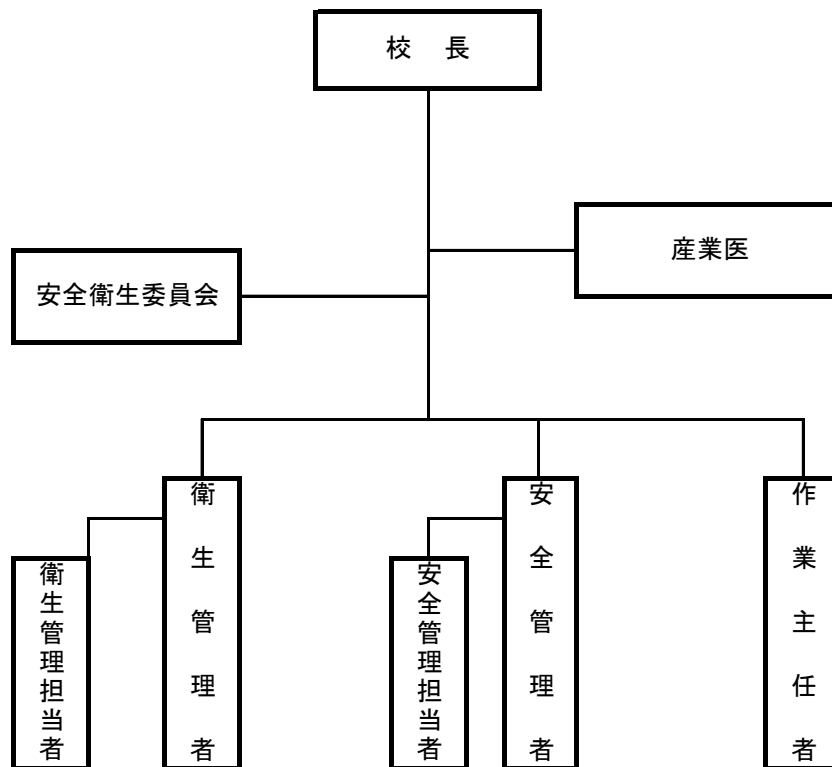 校 長
産業医
安全衛生委員会
衛生管理担当者
衛生管理者
安全管理担当者
安全管理者
作業主任者